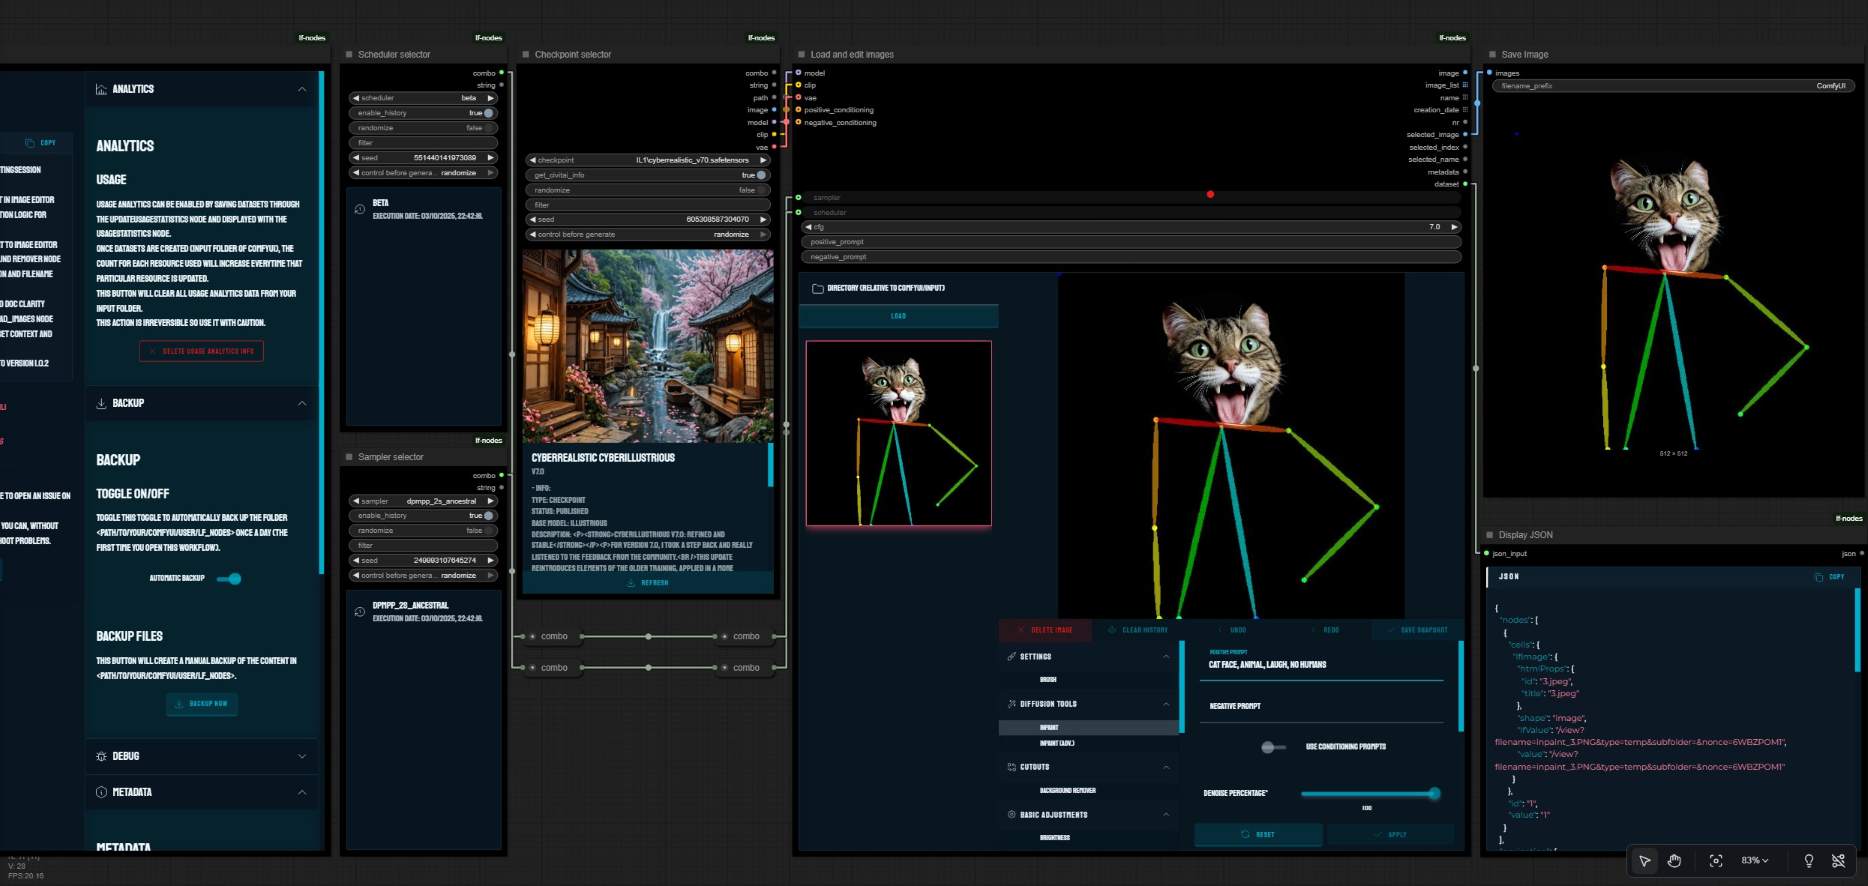 lf-nodes
COPY
TINGSESSION
T IN IMAGE EDITOR
TION LOGIC FOR
T TO IMAGE EDITOR
UND REMOVER NODE
ON AND FILENAME
D DOC CLARITY
AD_IMAGES NODE
SET CONTEXT AND
TO VERSION 1.0.2
E TO OPEN AN ISSUE ON
YOU CAN, WITHOUT
HOOT PROBLEMS.
ANALYTICS
ANALYTICS
USAGE
USAGE ANALYTICS CAN BE ENABLED BY SAVING DATASETS THROUGH
THE UPDATEUSAGESTATISTICS NODE AND DISPLAYED WITH THE
USAGESTATISTICS NODE.
ONCE DATASETS ARE CREATED (INPUT FOLDER OF COMFYUI), THE
COUNT FOR EACH RESOURCE USED WILL INCREASE EVERYTIME THAT
PARTICULAR RESOURCE IS UPDATED.
THIS BUTTON WILL CLEAR ALL USAGE ANALYTICS DATA FROM YOUR
INPUT FOLDER.
THIS ACTION IS IRREVERSIBLE SO USE IT WITH CAUTION.
DELETE USAGE ANALYTICS INFO
BACKUP
BACKUP
TOGGLE ON/OFF
TOGGLE THIS TOGGLE TO AUTOMATICALLY BACK UP THE FOLDER
<PATH/TO/YOUR/COMFYUI/USER/LF_NODES> ONCE A DAY (THE
FIRST TIME YOU OPEN THIS WORKFLOW).
AUTOMATIC BACKUP
BACKUP FILES
THIS BUTTON WILL CREATE A MANUAL BACKUP OF THE CONTENT IN
<PATH/TO/YOUR/COMFYUI/USER/LF_NODES>.
BACKUP NOW
DEBUG
METADATA
METADATA
V: 28
lf-nodes
Scheduler selector
combo
string
scheduler beta
enable_history true
randomize false
filter
seed 551440141973089
control before genera... randomize
BETA
EXECUTION DATE: 03/10/2025, 22:42:16.
lf-nodes
Sampler selector
combo
string
sampler dpmpp_2s_ancestral
enable_history true
randomize false
filter
seed 249993107645274
control before genera... randomize
DPMPP_2S_ANCESTRAL
EXECUTION DATE: 03/10/2025, 22:42:16.
lf-nodes
Checkpoint selector
combo
string
path
image
model
clip
vae
checkpoint IL1\cyberrealistic_v70.safetensors
get_civitai_info true
randomize false
filter
seed 605308587304070
control before generate randomize
CYBERREALISTIC CYBERILLUSTRIOUS
V7.0
- INFO:
TYPE: CHECKPOINT
STATUS: PUBLISHED
BASE MODEL: ILLUSTRIOUS
DESCRIPTION: <P><STRONG>CYBERILLUSTRIOUS V7.0: REFINED AND
STABLE</STRONG></P><P>FOR VERSION 7.0, I TOOK A STEP BACK AND REALLY
LISTENED TO THE FEEDBACK FROM THE COMMUNITY.<BR />THIS UPDATE
REINTRODUCES ELEMENTS OF THE OLDER TRAINING, APPLIED IN A MORE
REFRESH
combo combo
combo combo
lf-nodes
Load and edit images
model
clip
vae
positive_conditioning
negative_conditioning
image
image_list
name
creation_date
nr
selected_image
selected_index
selected_name
metadata
dataset
sampler
scheduler
cfg 7.0
positive_prompt
negative_prompt
DIRECTORY (RELATIVE TO COMFYUI/INPUT)
LOAD
DELETE IMAGE
CLEAR HISTORY
UNDO
REDO
SAVE SNAPSHOT
SETTINGS
BRUSH
DIFFUSION TOOLS
INPAINT
INPAINT (ADV.)
CUTOUTS
BACKGROUND REMOVER
BASIC ADJUSTMENTS
BRIGHTNESS
POSITIVE PROMPT
CAT FACE, ANIMAL, LAUGH, NO HUMANS
NEGATIVE PROMPT
USE CONDITIONING PROMPTS
DENOISE PERCENTAGE*
100
RESET
APPLY
Save Image
images
filename_prefix ComfyUI
512 × 512
lf-nodes
Display JSON
json_input
json
JSON
COPY
{
"nodes": [
{
"cells": {
"lfImage": {
"htmlProps": {
"id": "3.jpeg",
"title": "3.jpeg"
},
"shape": "image",
"lfValue": "/view?
filename=inpaint_3.PNG&type=temp&subfolder=&nonce=6WBZPOM1",
"value": "/view?
filename=inpaint_3.PNG&type=temp&subfolder=&nonce=6WBZPOM1"
}
},
"id": "1",
"value": "1"
}
83%